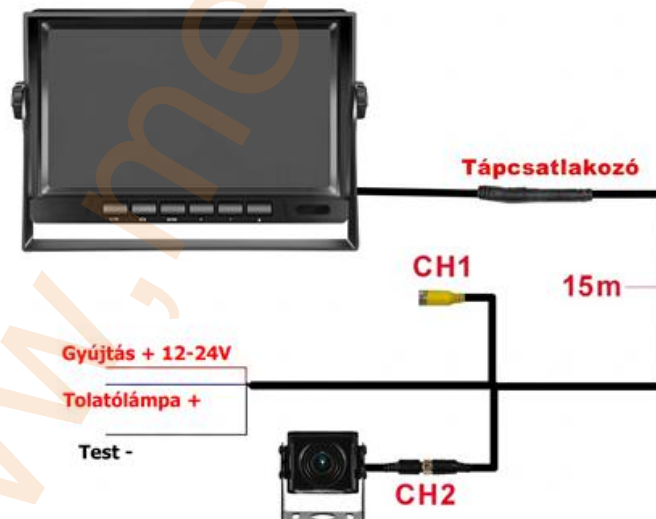 Tápcsatlakozó
CH1
15m
Gyújtás + 12-24V
Tolatólámpa +
Test -
CH2